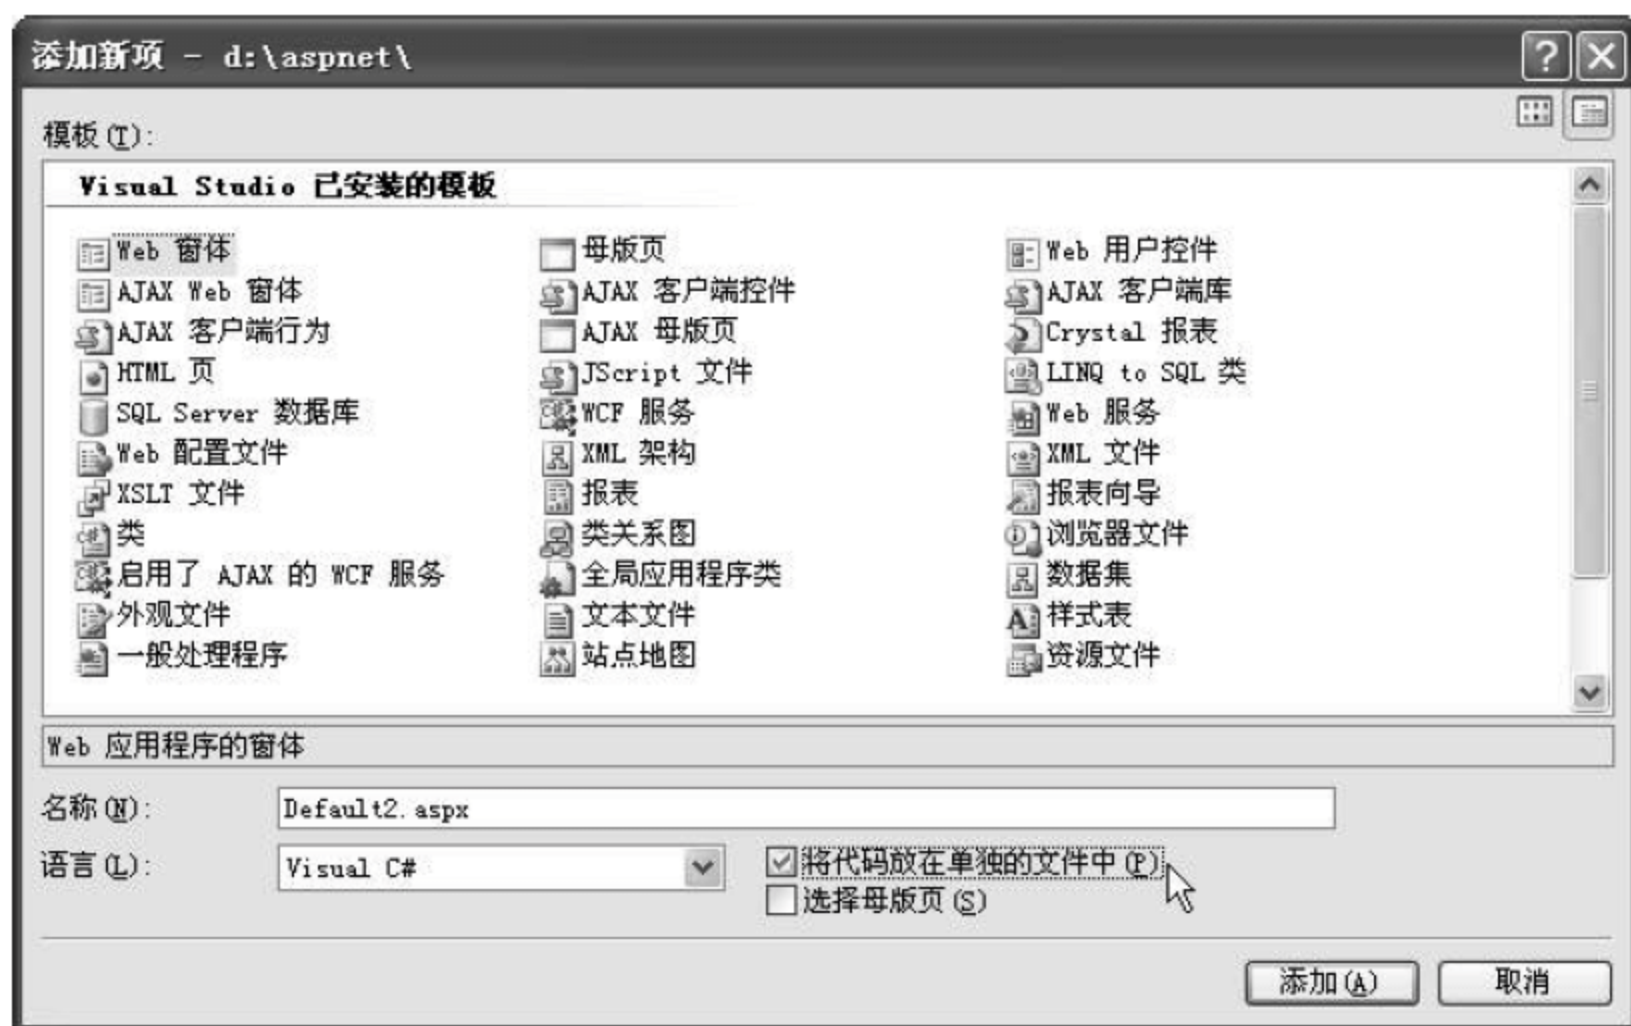 添加新项 - d:\aspnet\
模板(T):
Visual Studio 已安装的模板
Web 窗体 母版页 Web 用户控件
AJAX Web 窗体 AJAX 客户端控件 AJAX 客户端库
AJAX 客户端行为 AJAX 母版页 Crystal 报表
HTML 页 JScript 文件 LINQ to SQL 类
SQL Server 数据库 WCF 服务 Web 服务
Web 配置文件 XML 架构 XML 文件
XSLT 文件 报表 报表向导
类 类关系图 浏览器文件
启用了 AJAX 的 WCF 服务 全局应用程序类 数据集
外观文件 文本文件 样式表
一般处理程序 站点地图 资源文件
Web 应用程序的窗体
名称(N): Default2.aspx
语言(L): Visual C# 将代码放在单独的文件中(P)
选择母版页(S)
添加(A) 取消